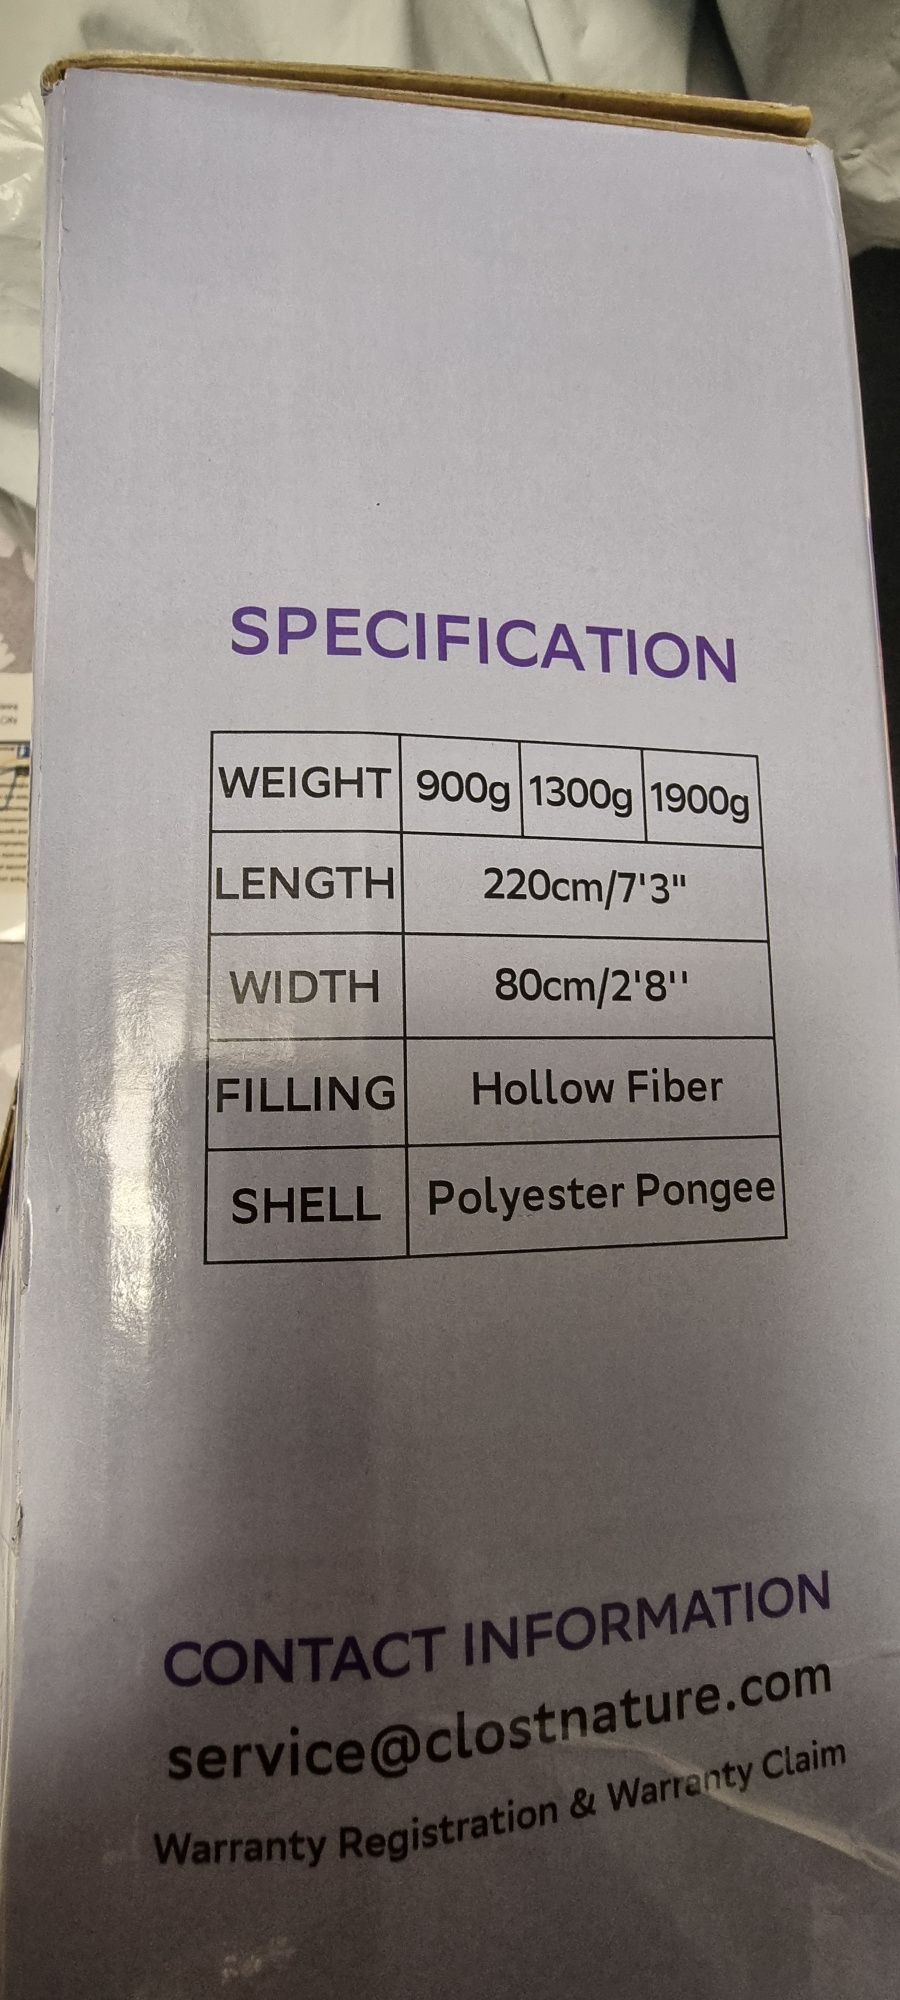 SPECIFICATION
WEIGHT 900g 1300g 1900g
LENGTH 220cm/7'3"
WIDTH 80cm/2'8''
FILLING Hollow Fiber
SHELL Polyester Pongee
CONTACT INFORMATION
service@clostnature.com
Warranty Registration & Warranty Claim